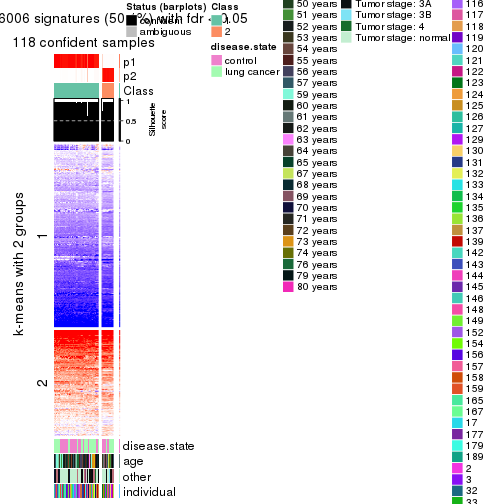 6006 signatures (50 %) with fdr < 0.05
118 confident samples
Status (barplots)
confident
ambiguous
Class
1
2
disease.state
control
lung cancer
p1
p2
Class
1
0.5
0
Silhouette
score
k-means with 2 groups
1
2
disease.state
age
other
individual
50 years
51 years
52 years
53 years
54 years
55 years
56 years
57 years
59 years
60 years
61 years
62 years
63 years
64 years
65 years
67 years
68 years
69 years
70 years
71 years
72 years
73 years
74 years
76 years
79 years
80 years
Tumor stage: 3A
Tumor stage: 3B
Tumor stage: 4
Tumor stage: normal
116
117
118
119
120
121
122
123
124
125
126
127
129
130
131
132
133
134
135
136
137
139
142
143
144
145
146
148
149
152
154
156
157
158
159
165
167
17
177
179
189
2
3
32
33